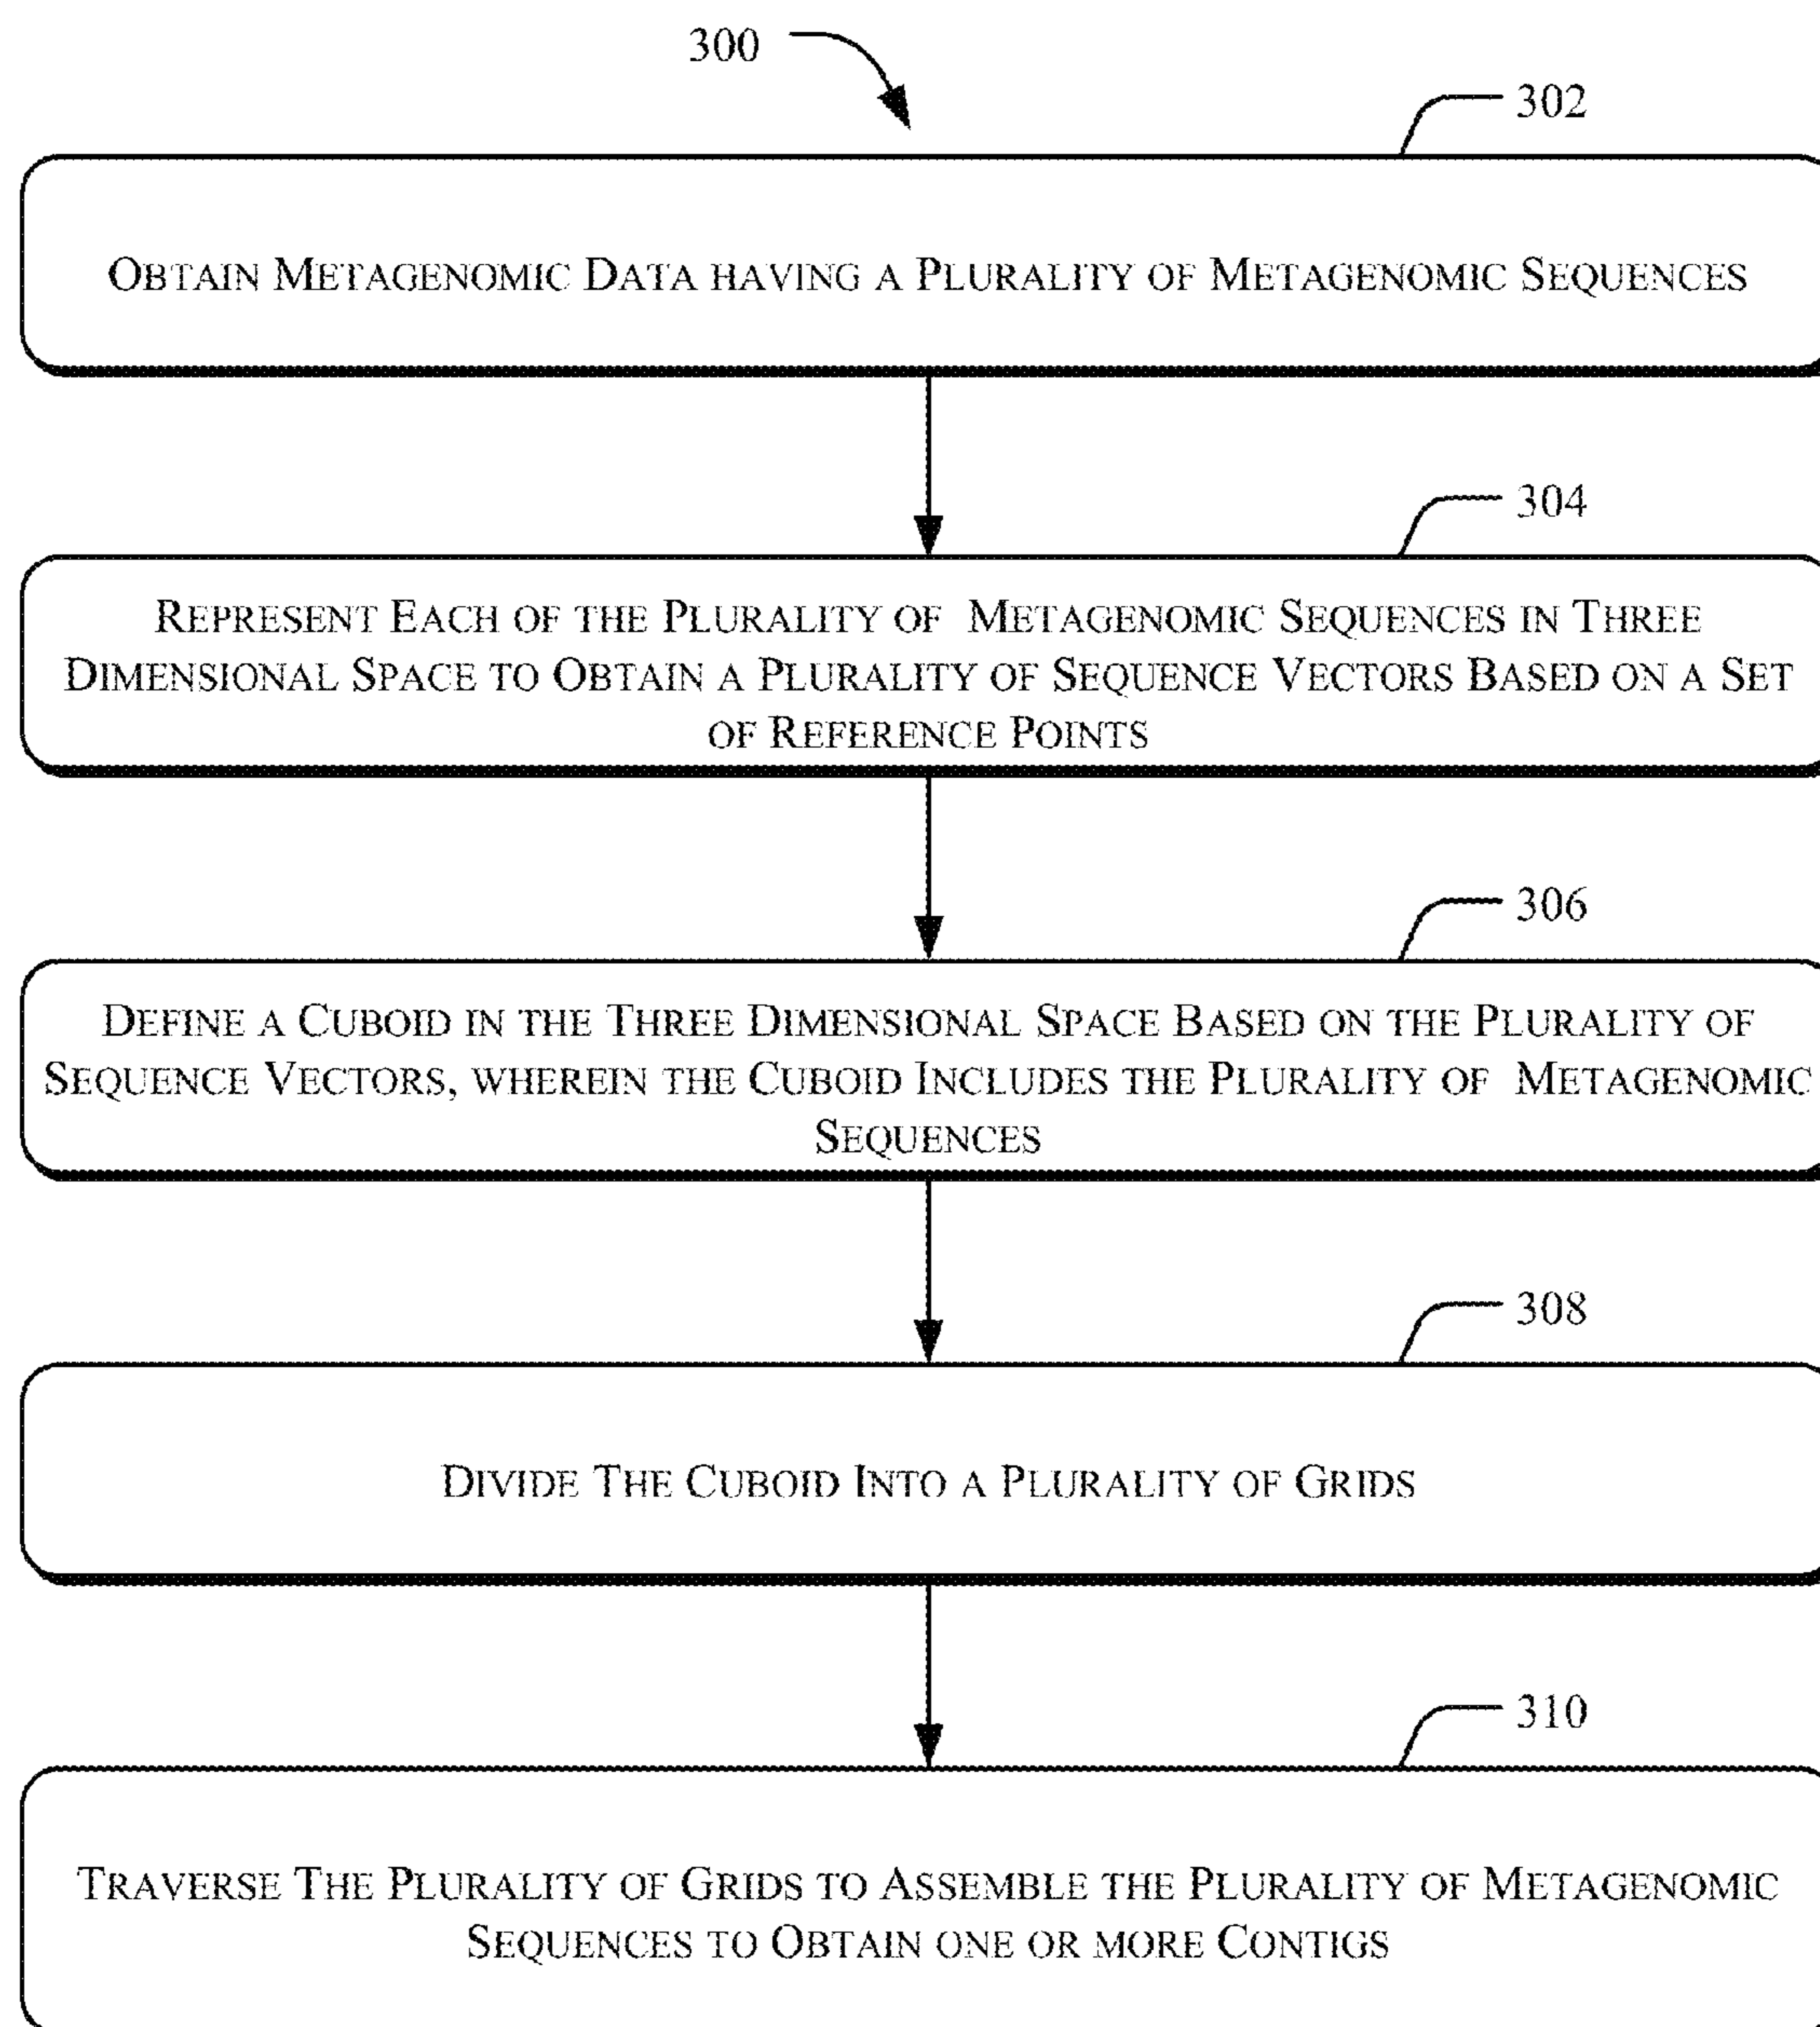 300
302
OBTAIN METAGENOMIC DATA HAVING A PLURALITY OF METAGENOMIC SEQUENCES
304
REPRESENT EACH OF THE PLURALITY OF METAGENOMIC SEQUENCES IN THREE
DIMENSIONAL SPACE TO OBTAIN A PLURALITY OF SEQUENCE VECTORS BASED ON A SET
OF REFERENCE POINTS
306
DEFINE A CUBOID IN THE THREE DIMENSIONAL SPACE BASED ON THE PLURALITY OF
SEQUENCE VECTORS, WHEREIN THE CUBOID INCLUDES THE PLURALITY OF METAGENOMIC
SEQUENCES
308
DIVIDE THE CUBOID INTO A PLURALITY OF GRIDS
310
TRAVERSE THE PLURALITY OF GRIDS TO ASSEMBLE THE PLURALITY OF METAGENOMIC
SEQUENCES TO OBTAIN ONE OR MORE CONTIGS